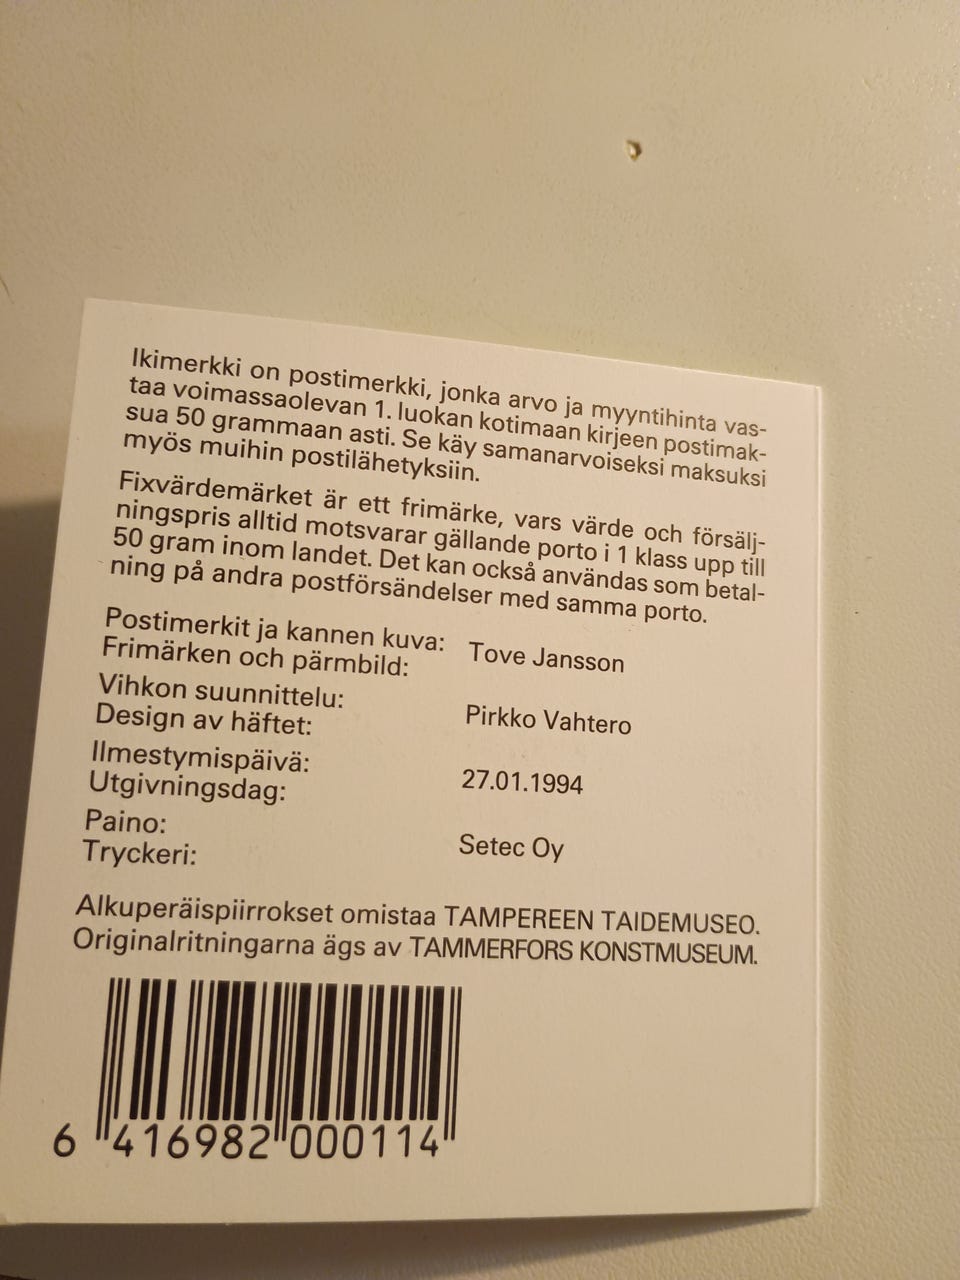 Ikimerkki on postimerkki, jonka arvo ja myyntihinta vas-
taa voimassaolevan 1. luokan kotimaan kirjeen postimak-
sua 50 grammaan asti. Se käy samanarvoiseksi maksuksi
myös muihin postilähetyksiin.
Fixvärdemärket är ett frimärke, vars värde och försälj-
ningspris alltid motsvarar gällande porto i 1 klass upp till
50 gram inom landet. Det kan också användas som betal-
ning på andra postförsändelser med samma porto.
Postimerkit ja kannen kuva:
Frimärken och pärmbild:
Tove Jansson
Vihkon suunnittelu:
Design av häftet:
Pirkko Vahtero
Ilmestymispäivä:
Utgivningsdag:
27.01.1994
Paino:
Tryckeri:
Setec Oy
Alkuperäispiirrokset omistaa TAMPEREEN TAIDEMUSEO.
Originalritningarna ägs av TAMMERFORS KONSTMUSEUM.
6 416982 000114